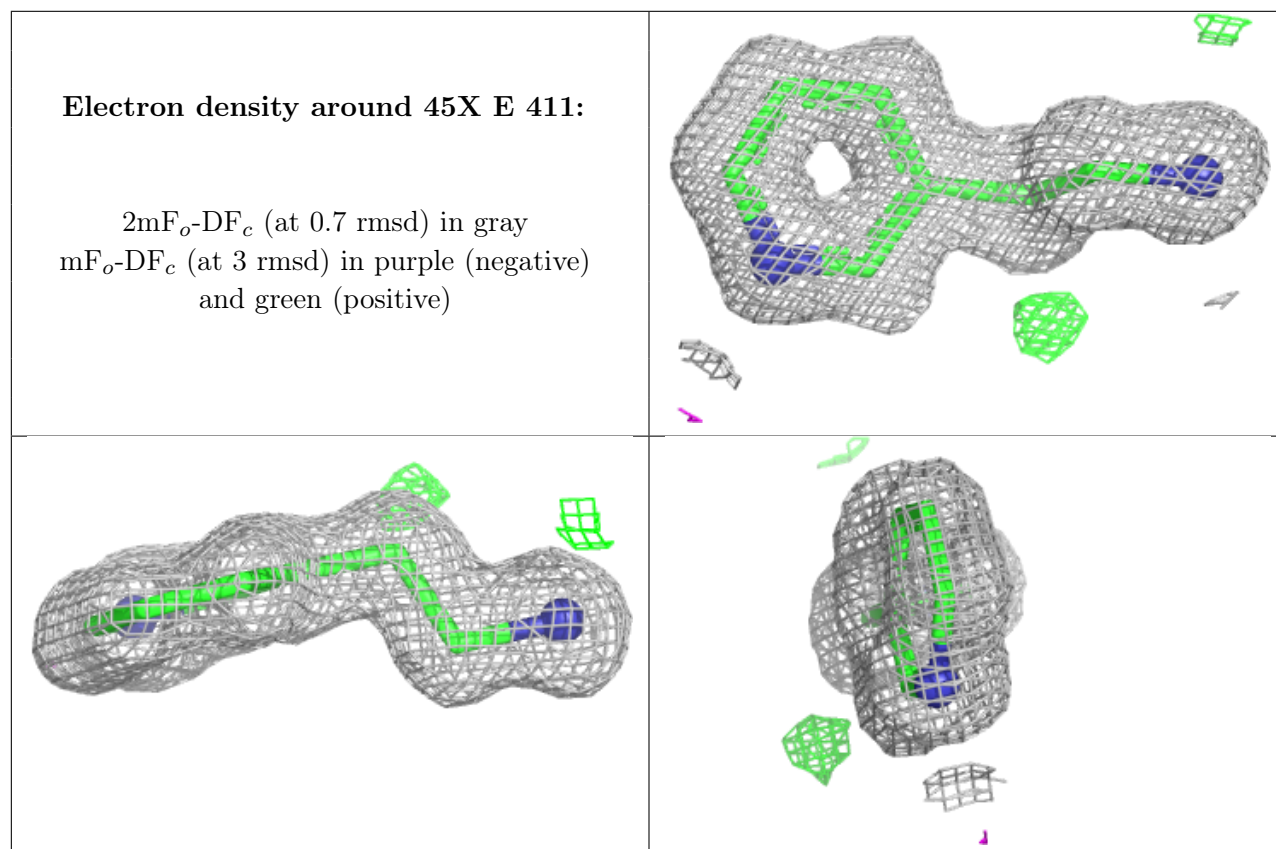 Electron density around 45X E 411:
2mFo-DFc (at 0.7 rmsd) in gray
mFo-DFc (at 3 rmsd) in purple (negative)
and green (positive)